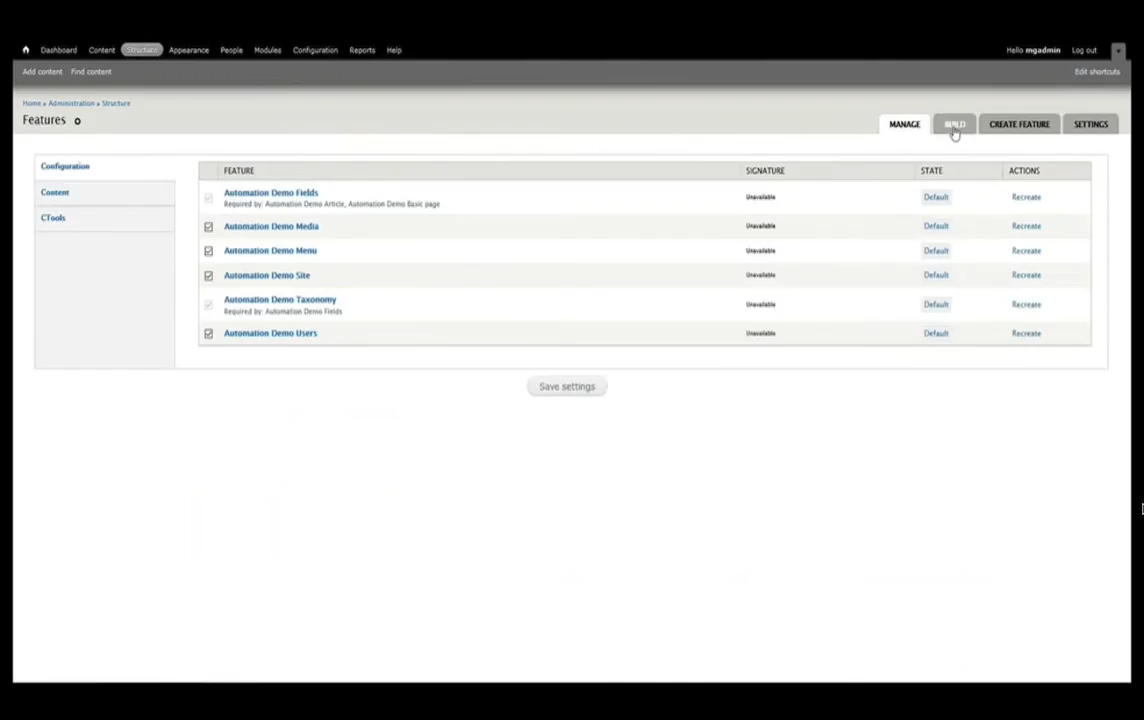 Dashboard Content Structure Appearance People Modules Configuration Reports Help Hello mgadmin Log out
Add content Find content Edit shortcuts
Home » Administration » Structure
Features
MANAGE BUILD CREATE FEATURE SETTINGS
Configuration
Content
CTools
FEATURE SIGNATURE STATE ACTIONS
Automation Demo Fields Unavailable Default Recreate
Required by: Automation Demo Article, Automation Demo Basic page
Automation Demo Media Unavailable Default Recreate
Automation Demo Menu Unavailable Default Recreate
Automation Demo Site Unavailable Default Recreate
Automation Demo Taxonomy Unavailable Default Recreate
Required by: Automation Demo Fields
Automation Demo Users Unavailable Default Recreate
Save settings